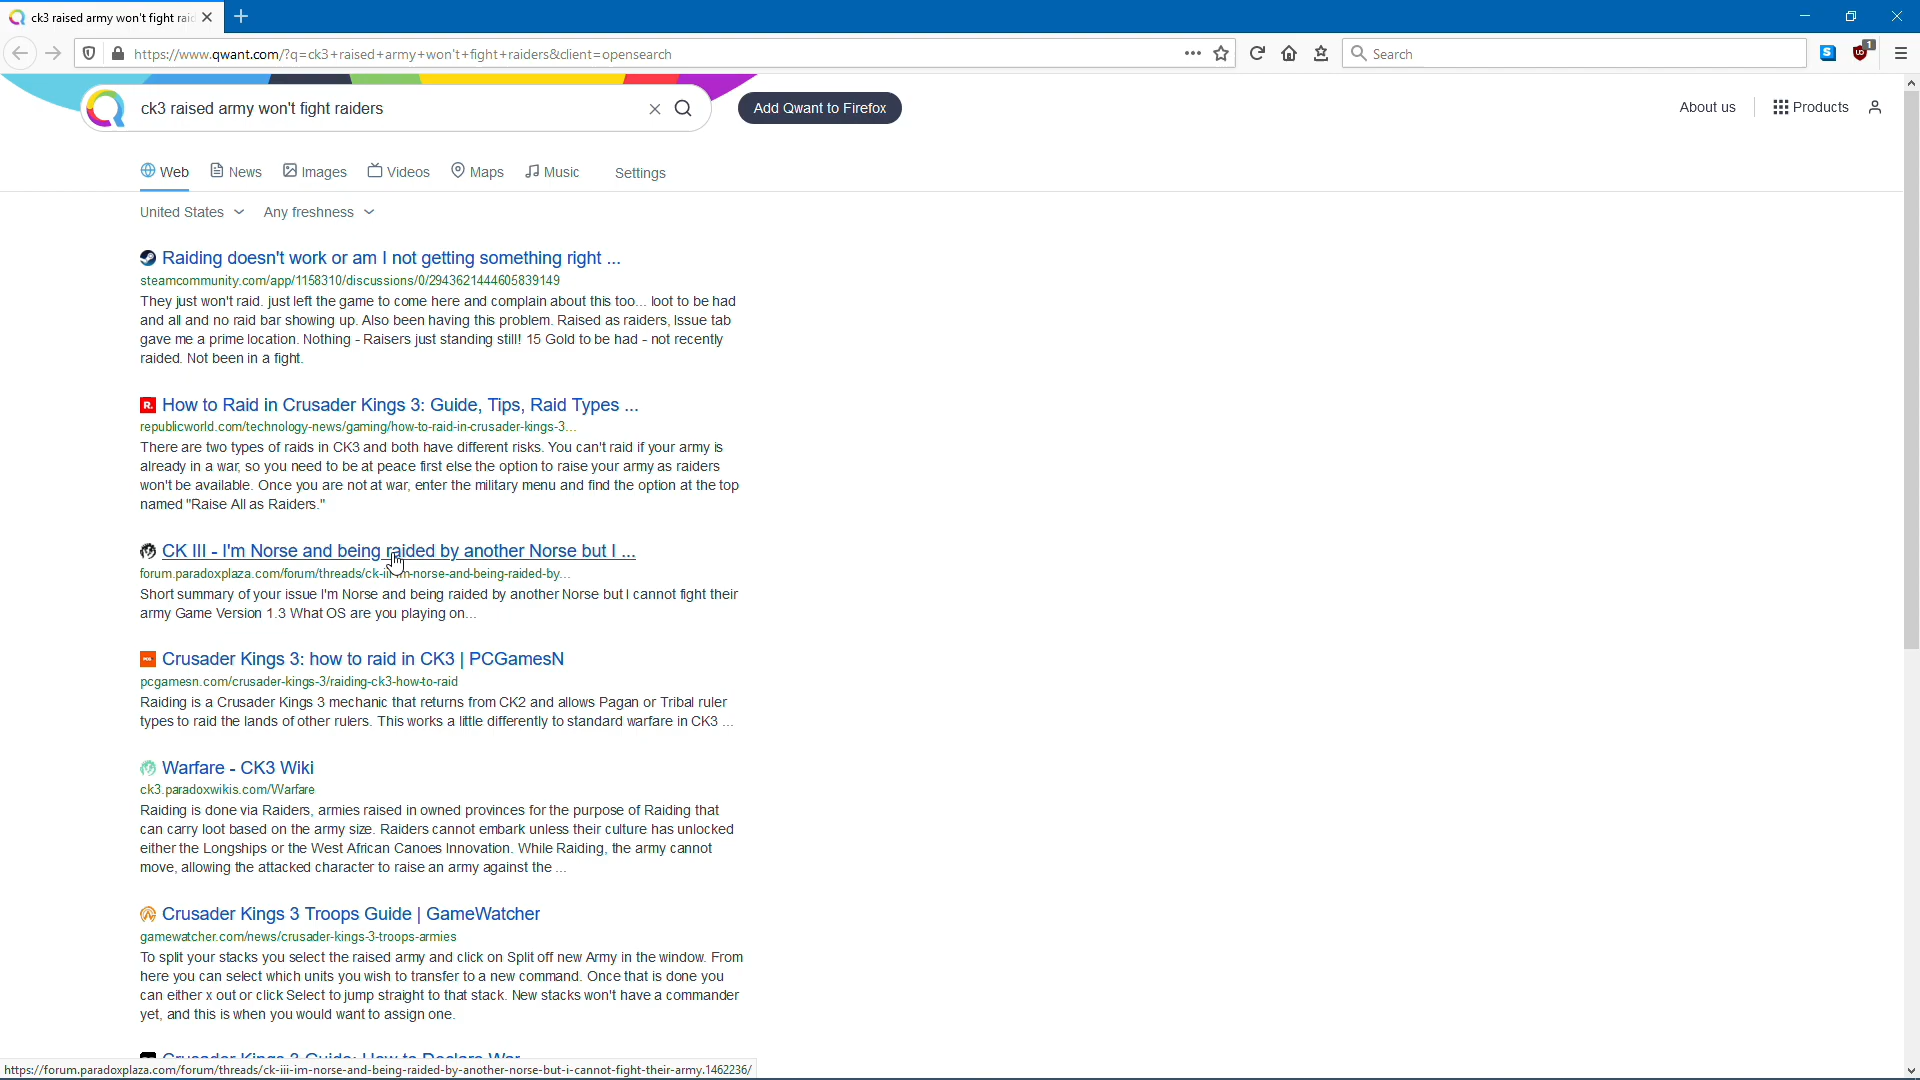 ck3 raised army won't fight raid
https://www.qwant.com/?q=ck3+raised+army+won't+fight+raiders&client=opensearch
Search
1
ck3 raised army won't fight raiders
Add Qwant to Firefox
About us
Products
Web
News
Images
Videos
Maps
Music
Settings
United States
Any freshness
Raiding doesn't work or am I not getting something right ...
steamcommunity.com/app/1158310/discussions/0/2943621444605839149
They just won't raid. just left the game to come here and complain about this too... loot to be had
and all and no raid bar showing up. Also been having this problem. Raised as raiders, Issue tab
gave me a prime location. Nothing - Raisers just standing still! 15 Gold to be had - not recently
raided. Not been in a fight.
How to Raid in Crusader Kings 3: Guide, Tips, Raid Types ...
republicworld.com/technology-news/gaming/how-to-raid-in-crusader-kings-3...
There are two types of raids in CK3 and both have different risks. You can't raid if your army is
already in a war, so you need to be at peace first else the option to raise your army as raiders
won't be available. Once you are not at war, enter the military menu and find the option at the top
named "Raise All as Raiders."
CK III - I'm Norse and being raided by another Norse but I ...
forum.paradoxplaza.com/forum/threads/ck-iii-im-norse-and-being-raided-by...
Short summary of your issue I'm Norse and being raided by another Norse but I cannot fight their
army Game Version 1.3 What OS are you playing on...
Crusader Kings 3: how to raid in CK3 | PCGamesN
pcgamesn.com/crusader-kings-3/raiding-ck3-how-to-raid
Raiding is a Crusader Kings 3 mechanic that returns from CK2 and allows Pagan or Tribal ruler
types to raid the lands of other rulers. This works a little differently to standard warfare in CK3 ...
Warfare - CK3 Wiki
ck3.paradoxwikis.com/Warfare
Raiding is done via Raiders, armies raised in owned provinces for the purpose of Raiding that
can carry loot based on the army size. Raiders cannot embark unless their culture has unlocked
either the Longships or the West African Canoes Innovation. While Raiding, the army cannot
move, allowing the attacked character to raise an army against the ...
Crusader Kings 3 Troops Guide | GameWatcher
gamewatcher.com/news/crusader-kings-3-troops-armies
To split your stacks you select the raised army and click on Split off new Army in the window. From
here you can select which units you wish to transfer to a new command. Once that is done you
can either x out or click Select to jump straight to that stack. New stacks won't have a commander
yet, and this is when you would want to assign one.
Crusader Kings 3 Guide: How to Declare War
https://forum.paradoxplaza.com/forum/threads/ck-iii-im-norse-and-being-raided-by-another-norse-but-i-cannot-fight-their-army.1462236/